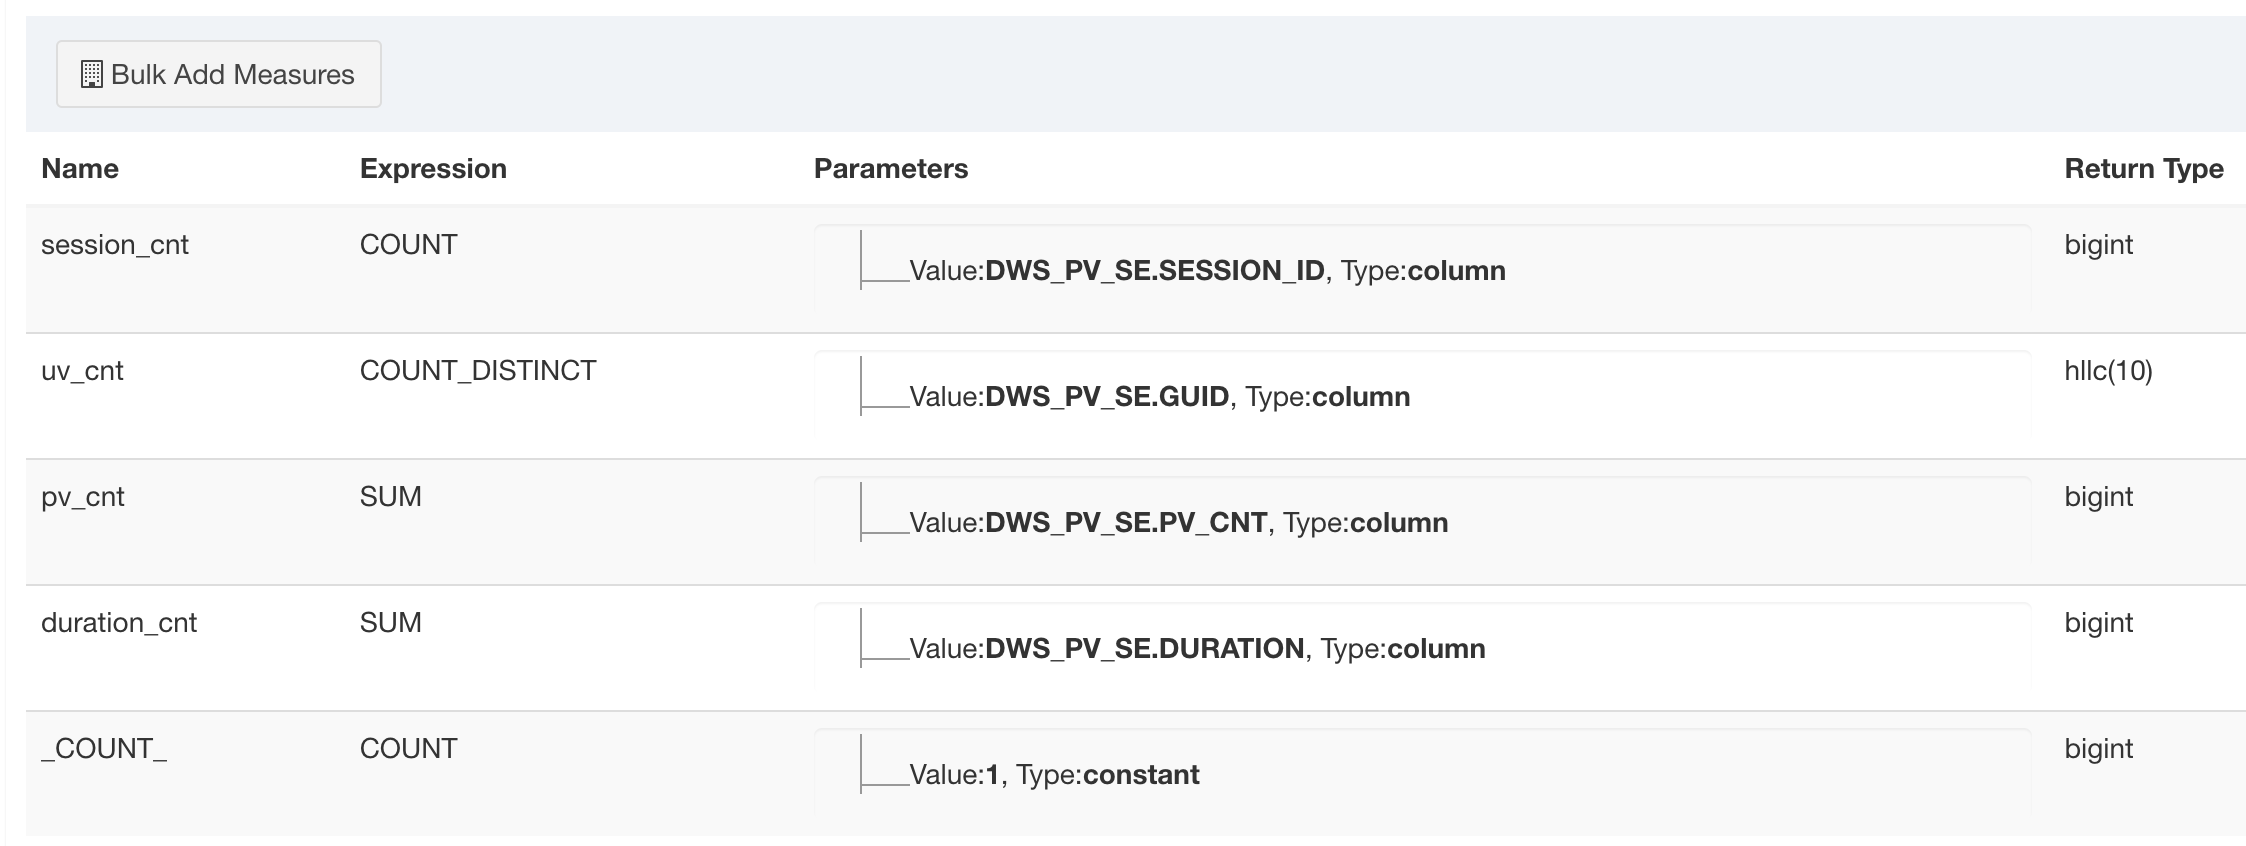 Bulk Add Measures
Name Expression Parameters Return Type
session_cnt COUNT Value:DWS_PV_SE.SESSION_ID, Type:column bigint
uv_cnt COUNT_DISTINCT Value:DWS_PV_SE.GUID, Type:column hllc(10)
pv_cnt SUM Value:DWS_PV_SE.PV_CNT, Type:column bigint
duration_cnt SUM Value:DWS_PV_SE.DURATION, Type:column bigint
_COUNT_ COUNT Value:1, Type:constant bigint